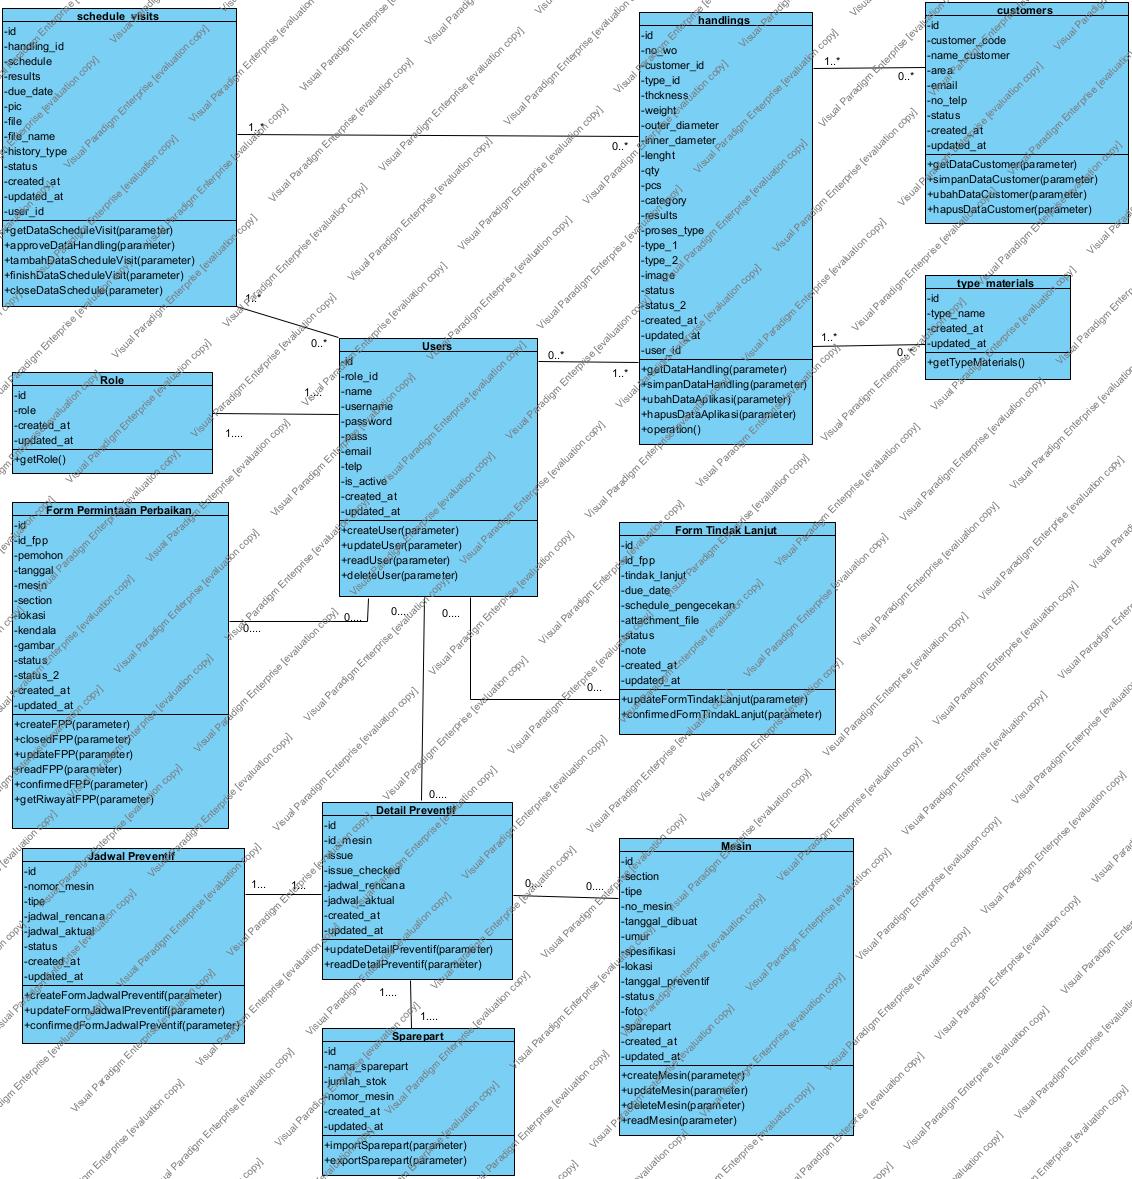 schedule_visits
-id
-handling_id
-schedule
-results
-due_date
-pic
-file
-file_name
-history_type
-status
-created_at
-updated_at
-user_id
+getDataScheduleVisit(parameter)
+approveDataHandling(parameter)
+tambahDataScheduleVisit(parameter)
+finishDataScheduleVisit(parameter)
+closeDataSchedule(parameter)
handlings
-id
-no_wo
-customer_id
-type_id
-thckness
-weight
-outer_diameter
-inner_dameter
-lenght
-qty
-pcs
-category
-results
-proses_type
-type_1
-type_2
-image
-status
-status_2
-created_at
-updated_at
-user_id
+getDataHandling(parameter)
+simpanDataHandling(parameter)
+ubahDataAplikasi(parameter)
+hapusDataAplikasi(parameter)
+operation()
customers
-id
-customer_code
-name_customer
-area
-email
-no_telp
-status
-created_at
-updated_at
+getDataCustomer(parameter)
+simpanDataCustomer(parameter)
+ubahDataCustomer(parameter)
+hapusDataCustomer(parameter)
1..*
0..*
1..*
0..*
type_materials
-id
-type_name
-created_at
-updated_at
+getTypeMaterials()
1..*
0..*
1..*
0..*
0..*
1..*
Role
-id
-role
-created_at
-updated_at
+getRole()
1....
1....
Users
-id
-role_id
-name
-username
-password
-pass
-email
-telp
-is_active
-created_at
-updated_at
+createUser(parameter)
+updateUser(parameter)
+readUser(parameter)
+deleteUser(parameter)
Form Permintaan Perbaikan
-id
-id_fpp
-pemohon
-tanggal
-mesin
-section
-lokasi
-kendala
-gambar
-status
-status_2
-created_at
-updated_at
+createFPP(parameter)
+closedFPP(parameter)
+updateFPP(parameter)
+readFPP(parameter)
+confirmedFPP(parameter)
+getRiwayatFPP(parameter)
0....
0....
0....
0....
0....
0....
Form Tindak Lanjut
-id
-id_fpp
-tindak_lanjut
-due_date
-schedule_pengecekan
-attachment_file
-status
-note
-created_at
-updated_at
+updateFormTindakLanjut(parameter)
+confirmedFormTindakLanjut(parameter)
Jadwal Preventif
-id
-nomor_mesin
-tipe
-jadwal_rencana
-jadwal_aktual
-status
-created_at
-updated_at
+createFormJadwalPreventif(parameter)
+updateFormJadwalPreventif(parameter)
+confirmedFormJadwalPreventif(parameter)
1...
1...
Detail Preventif
-id
-id_mesin
-issue
-issue_checked
-jadwal_rencana
-jadwal_aktual
-created_at
-updated_at
+updateDetailPreventif(parameter)
+readDetailPreventif(parameter)
0....
0....
Mesin
-id
-section
-tipe
-no_mesin
-tanggal_dibuat
-umur
-spesifikasi
-lokasi
-tanggal_preventif
-status
-foto
-sparepart
-created_at
-updated_at
+createMesin(parameter)
+updateMesin(parameter)
+deleteMesin(parameter)
+readMesin(parameter)
1....
1....
Sparepart
-id
-nama_sparepart
-jumlah_stok
-nomor_mesin
-created_at
-updated_at
+importSparepart(parameter)
+exportSparepart(parameter)
Visual Paradigm Enterprise [evaluation copy]